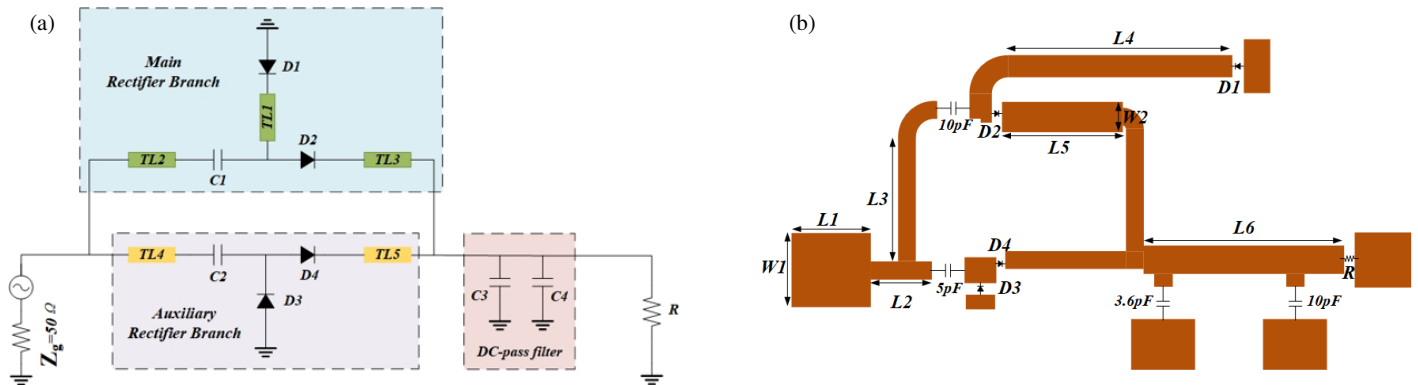 (a)
Main
Rectifier Branch
D1
TL1
D2
TL2
C1
TL3
TL4
C2
D4
TL5
D3
Auxiliary
Rectifier Branch
C3
C4
DC-pass filter
R
Zg=50 Ω
(b)
L4
D1
10pF
D2
W2
L5
L3
L1
W1
L2
5pF
D4
D3
L6
R
3.6pF
10pF